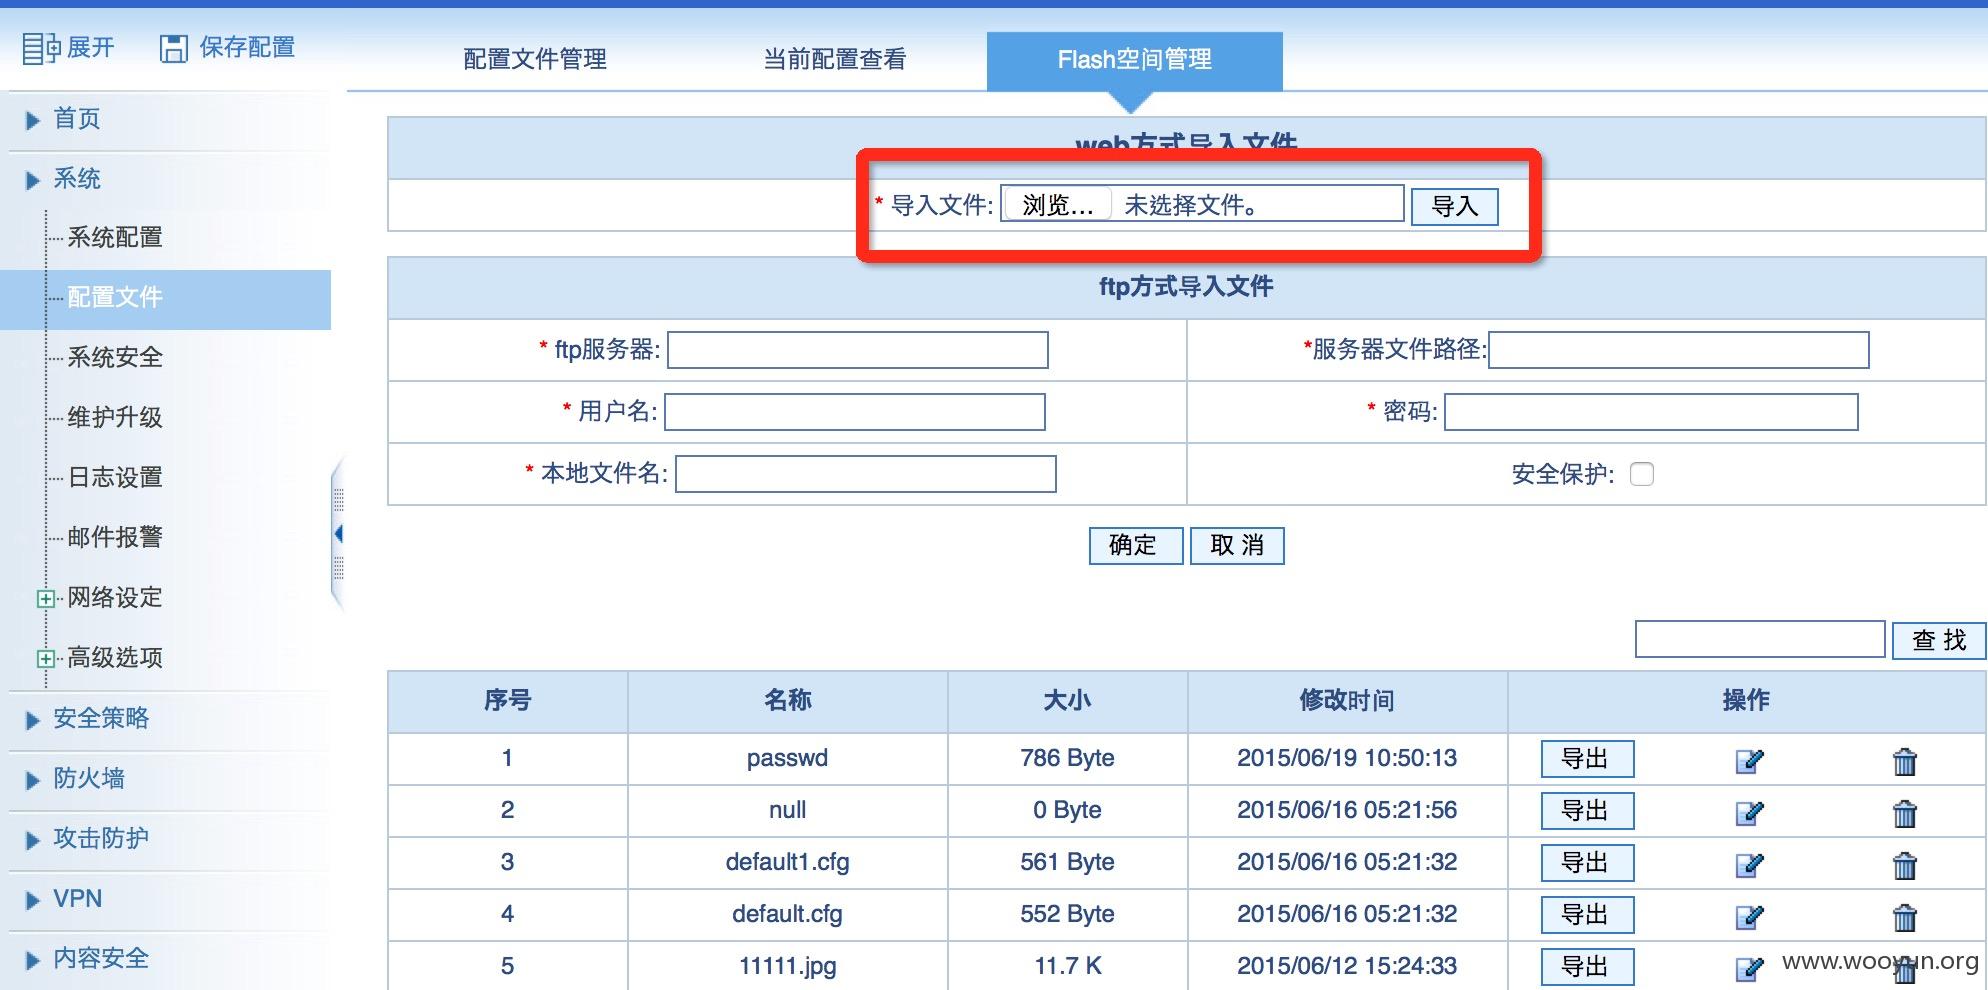 展开 保存配置
配置文件管理 当前配置查看 Flash空间管理
首页
系统
系统配置
配置文件
系统安全
维护升级
日志设置
邮件报警
网络设定
高级选项
安全策略
防火墙
攻击防护
VPN
内容安全
web方式导入文件
* 导入文件: 浏览... 未选择文件。 导入
ftp方式导入文件
* ftp服务器: *服务器文件路径:
* 用户名: * 密码:
* 本地文件名: 安全保护:
确定 取 消
查 找
序号 名称 大小 修改时间 操作
1 passwd 786 Byte 2015/06/19 10:50:13 导出
2 null 0 Byte 2015/06/16 05:21:56 导出
3 default1.cfg 561 Byte 2015/06/16 05:21:32 导出
4 default.cfg 552 Byte 2015/06/16 05:21:32 导出
5 11111.jpg 11.7 K 2015/06/12 15:24:33 导出
www.wooyun.org